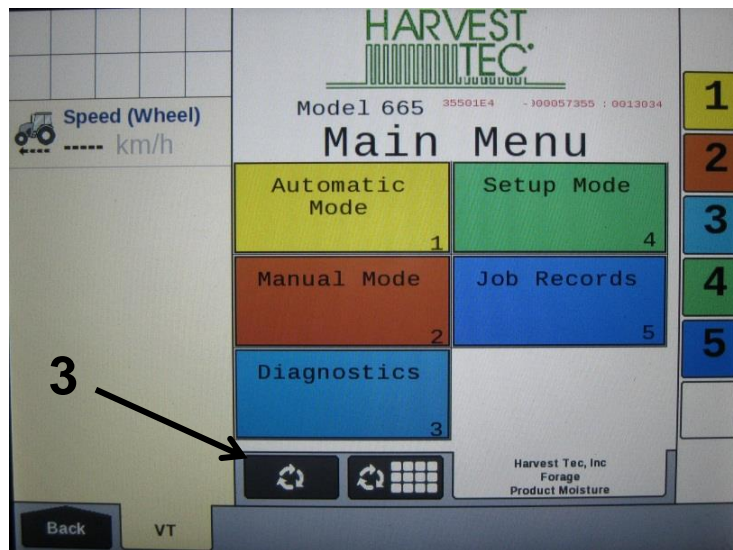 HARVEST
TEC
Model 665
Main Menu
Speed (Wheel)
----- km/h
Automatic
Mode
1
Setup Mode
4
Manual Mode
2
Job Records
5
Diagnostics
3
1
2
3
4
5
3
Harvest Tec, Inc
Forage
Product Moisture
Back
VT